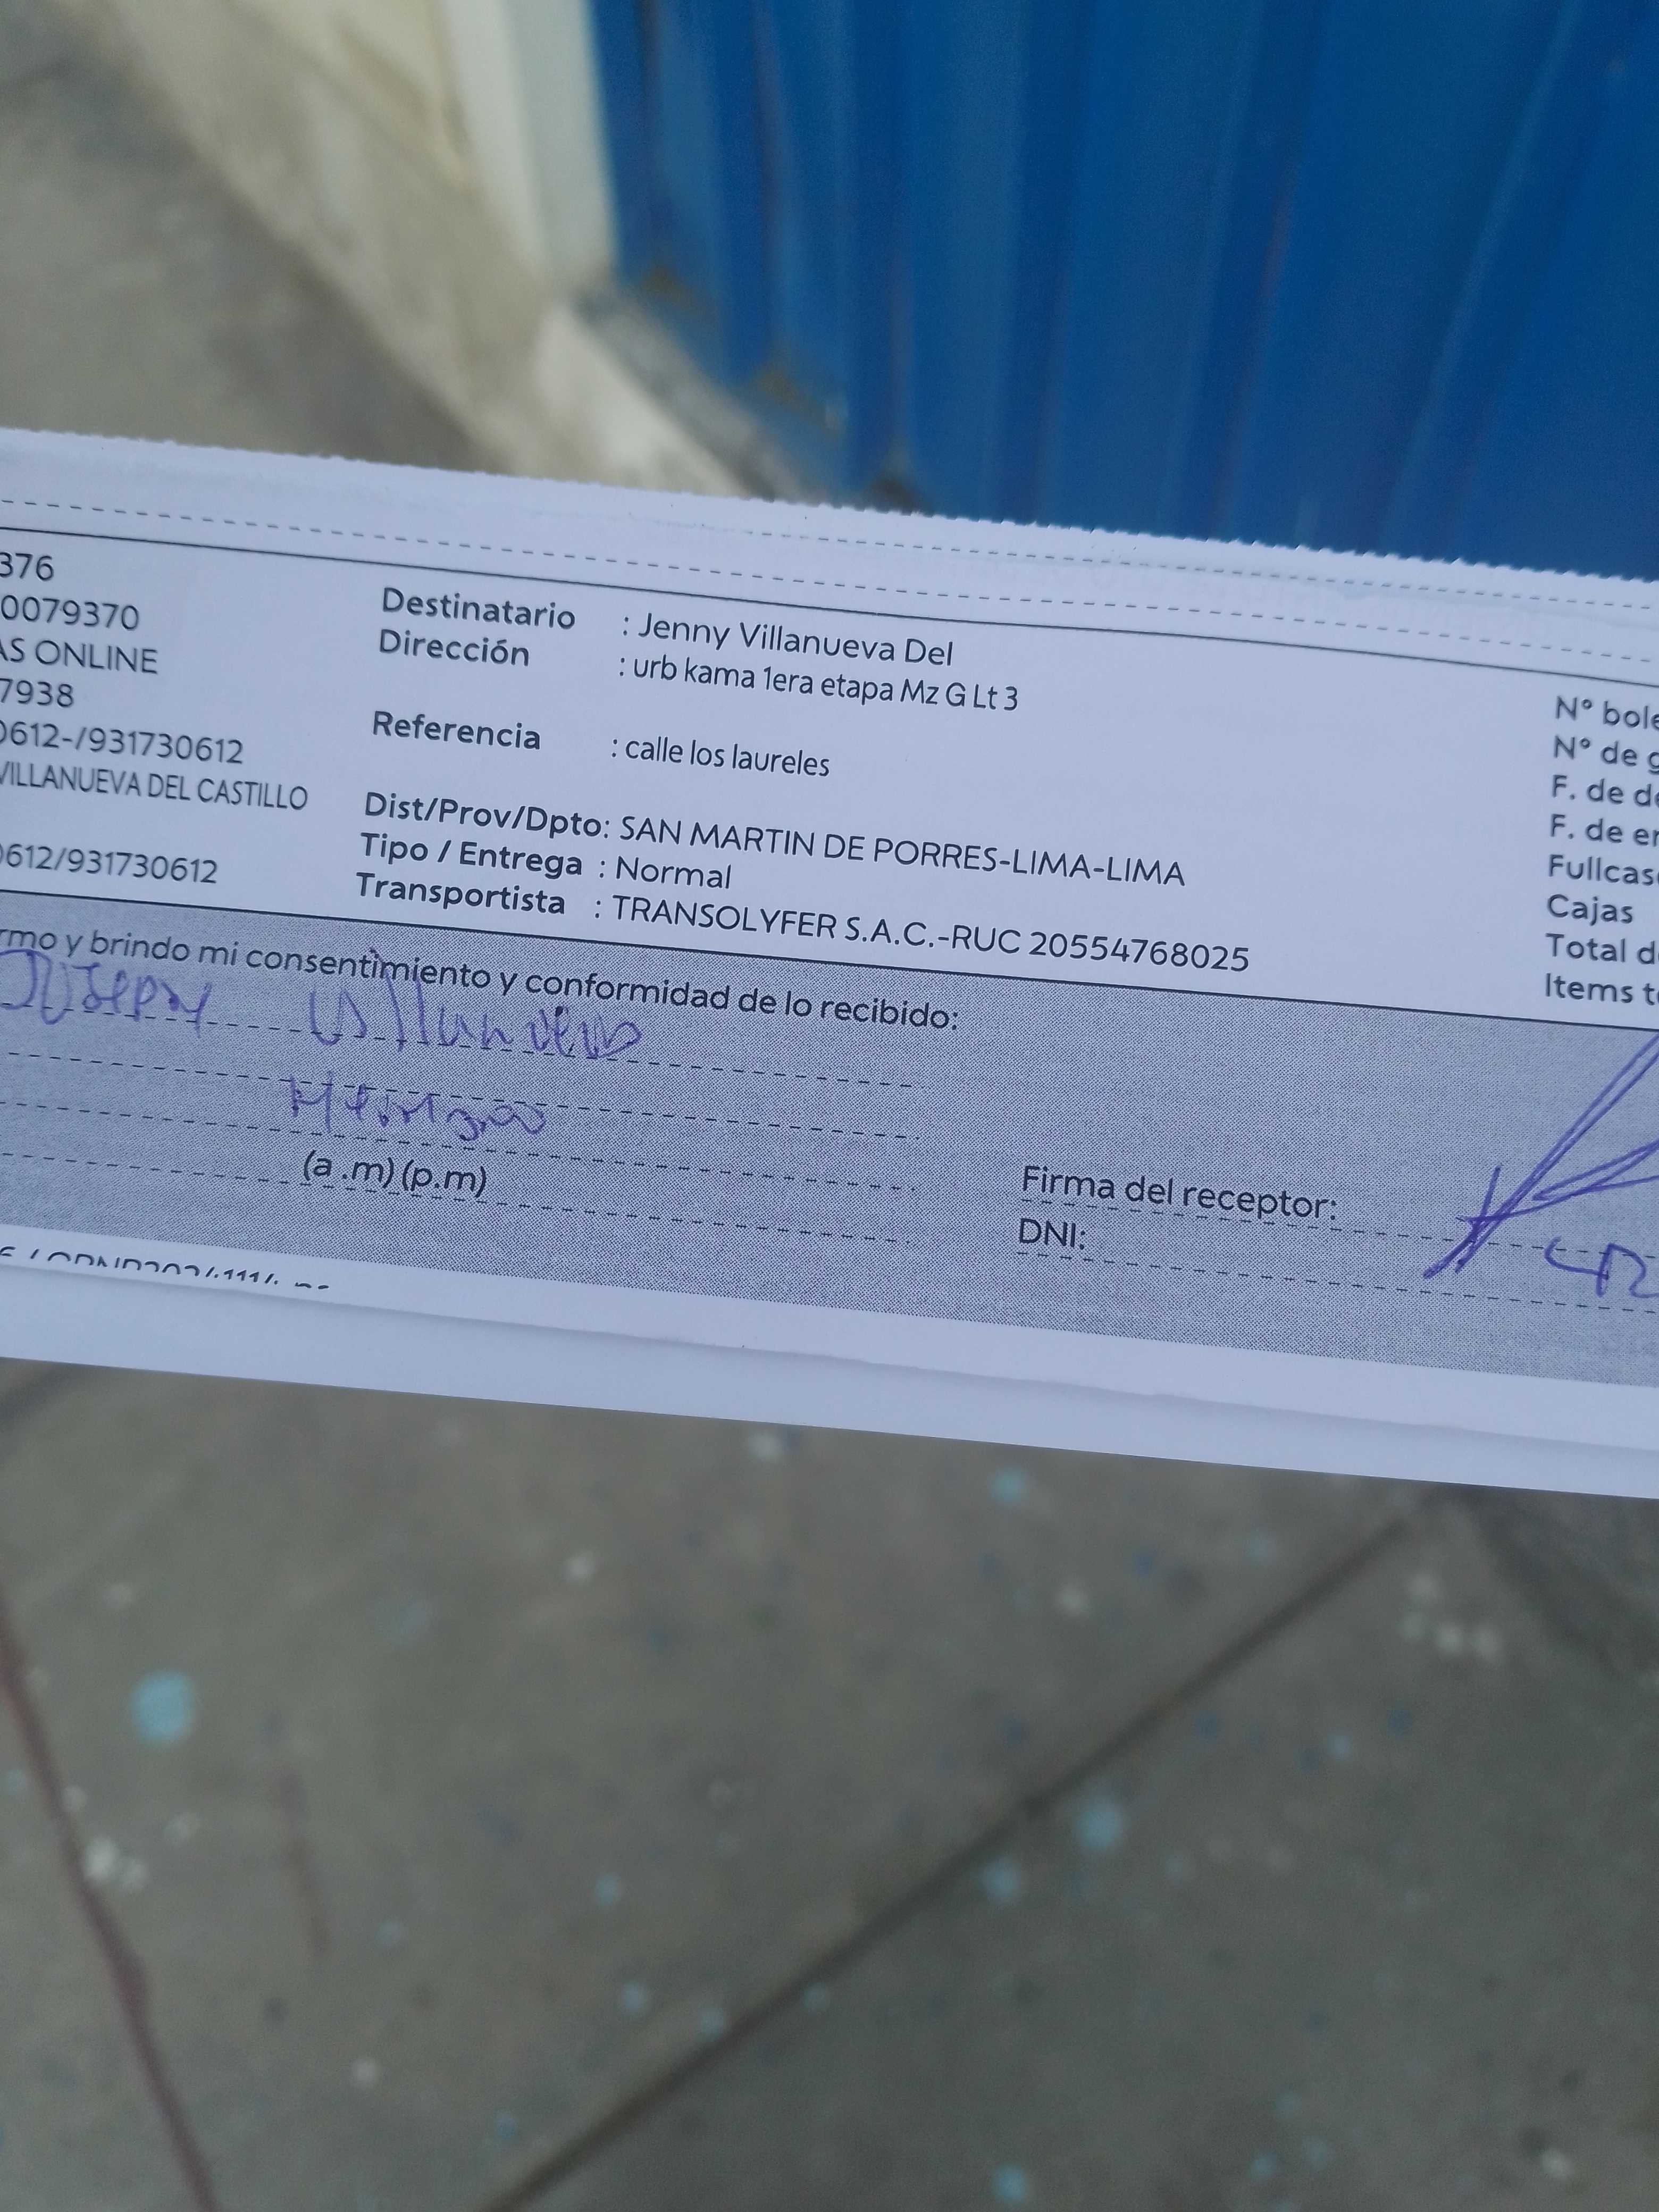 376
0079370
AS ONLINE
7938
0612-/931730612
VILLANUEVA DEL CASTILLO
0612/931730612
Destinatario : Jenny Villanueva Del
Dirección : urb kama 1era etapa Mz G Lt 3
Referencia : calle los laureles
Dist/Prov/Dpto: SAN MARTIN DE PORRES-LIMA-LIMA
Tipo / Entrega : Normal
Transportista : TRANSOLYFER S.A.C.-RUC 20554768025
N° bole
N° de g
F. de de
F. de en
Fullcas
Cajas
Total d
Items t
rmo y brindo mi consentimiento y conformidad de lo recibido:
Villanueva
(a .m) (p.m)
Firma del receptor:
DNI: